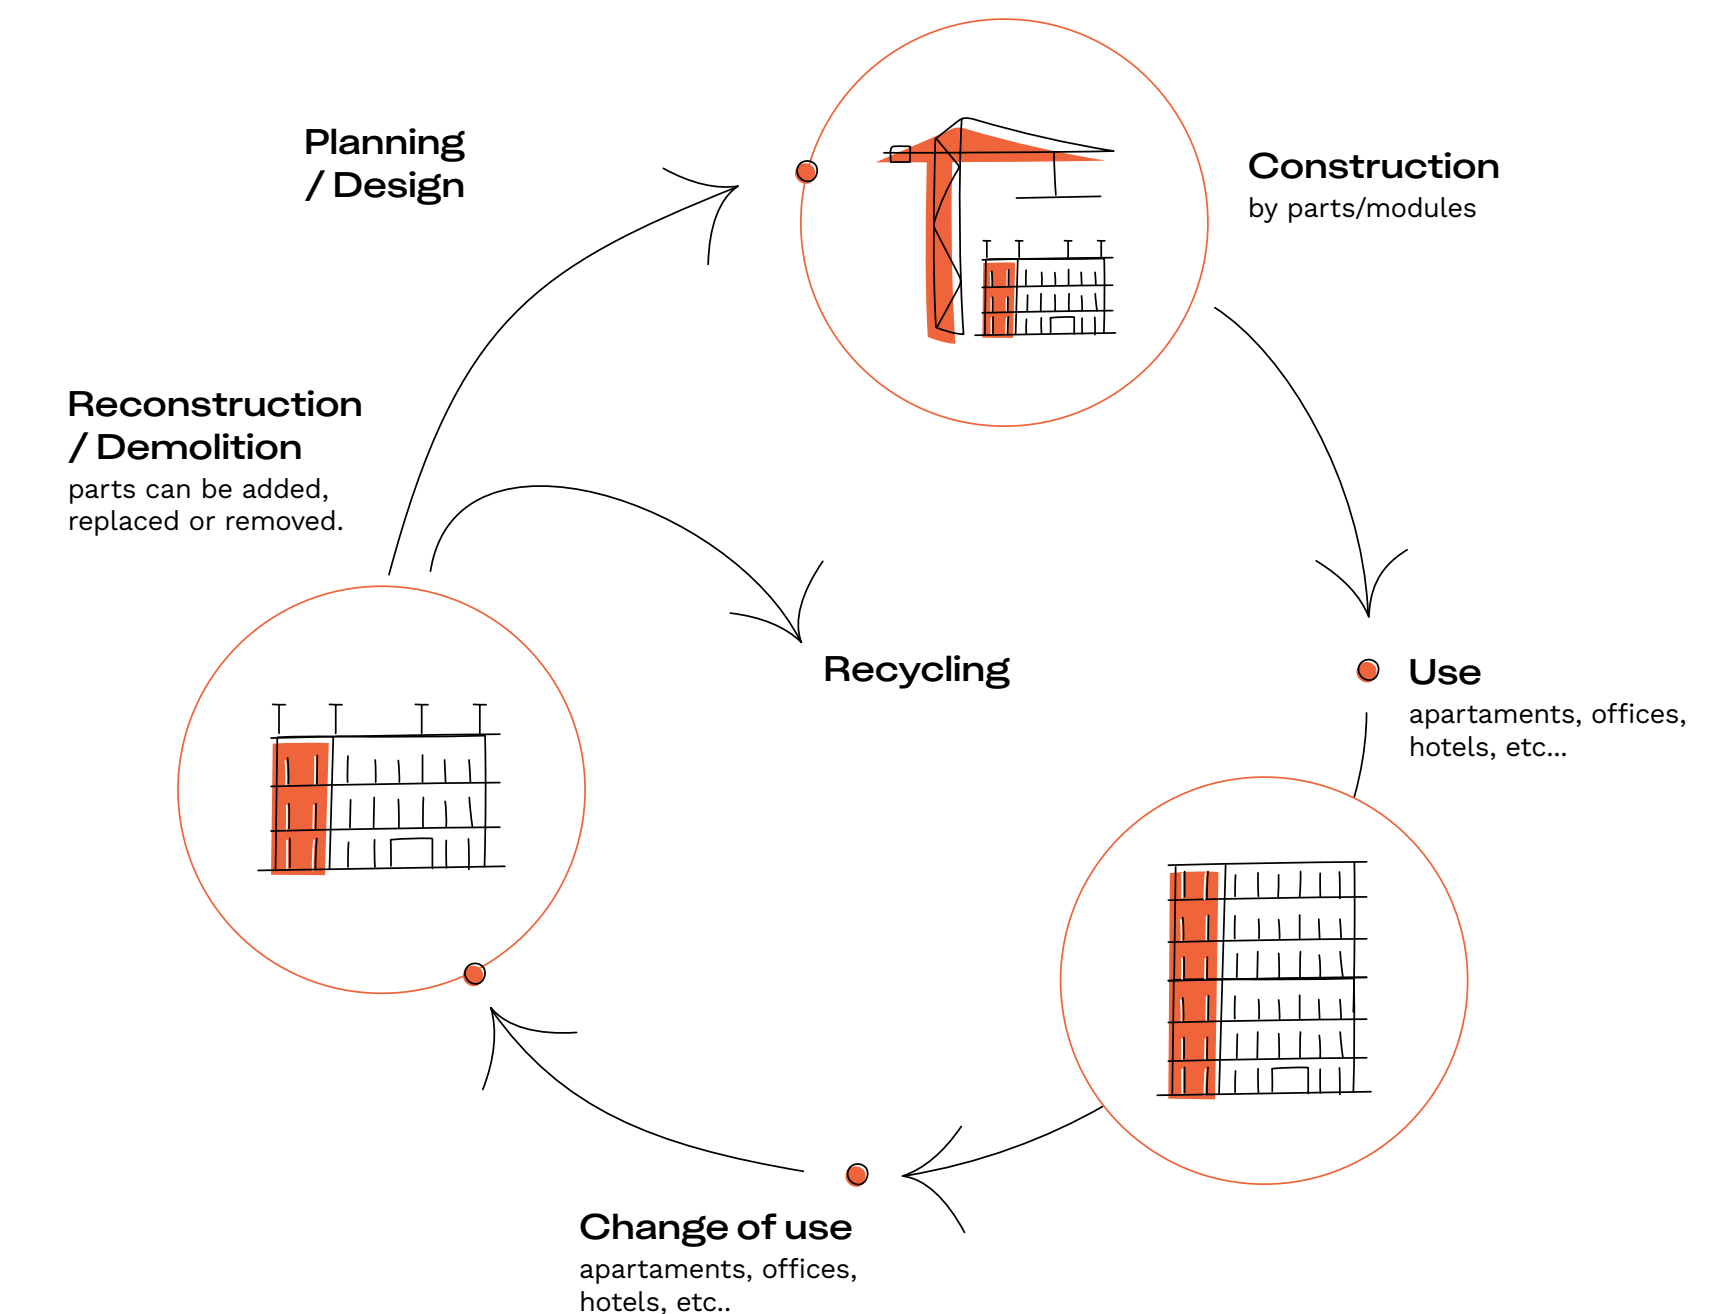 Planning
/ Design
Construction
by parts/modules
Reconstruction
/ Demolition
parts can be added,
replaced or removed.
Recycling
Use
apartaments, offices,
hotels, etc...
Change of use
apartaments, offices,
hotels, etc..